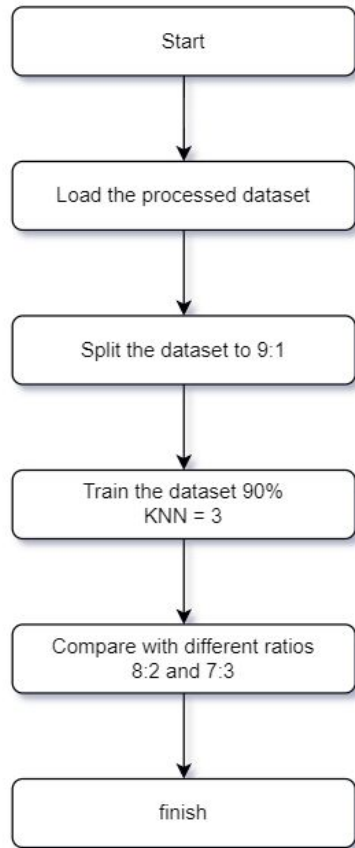 Start
Load the processed dataset
Split the dataset to 9:1
Train the dataset 90%
KNN = 3
Compare with different ratios
8:2 and 7:3
finish